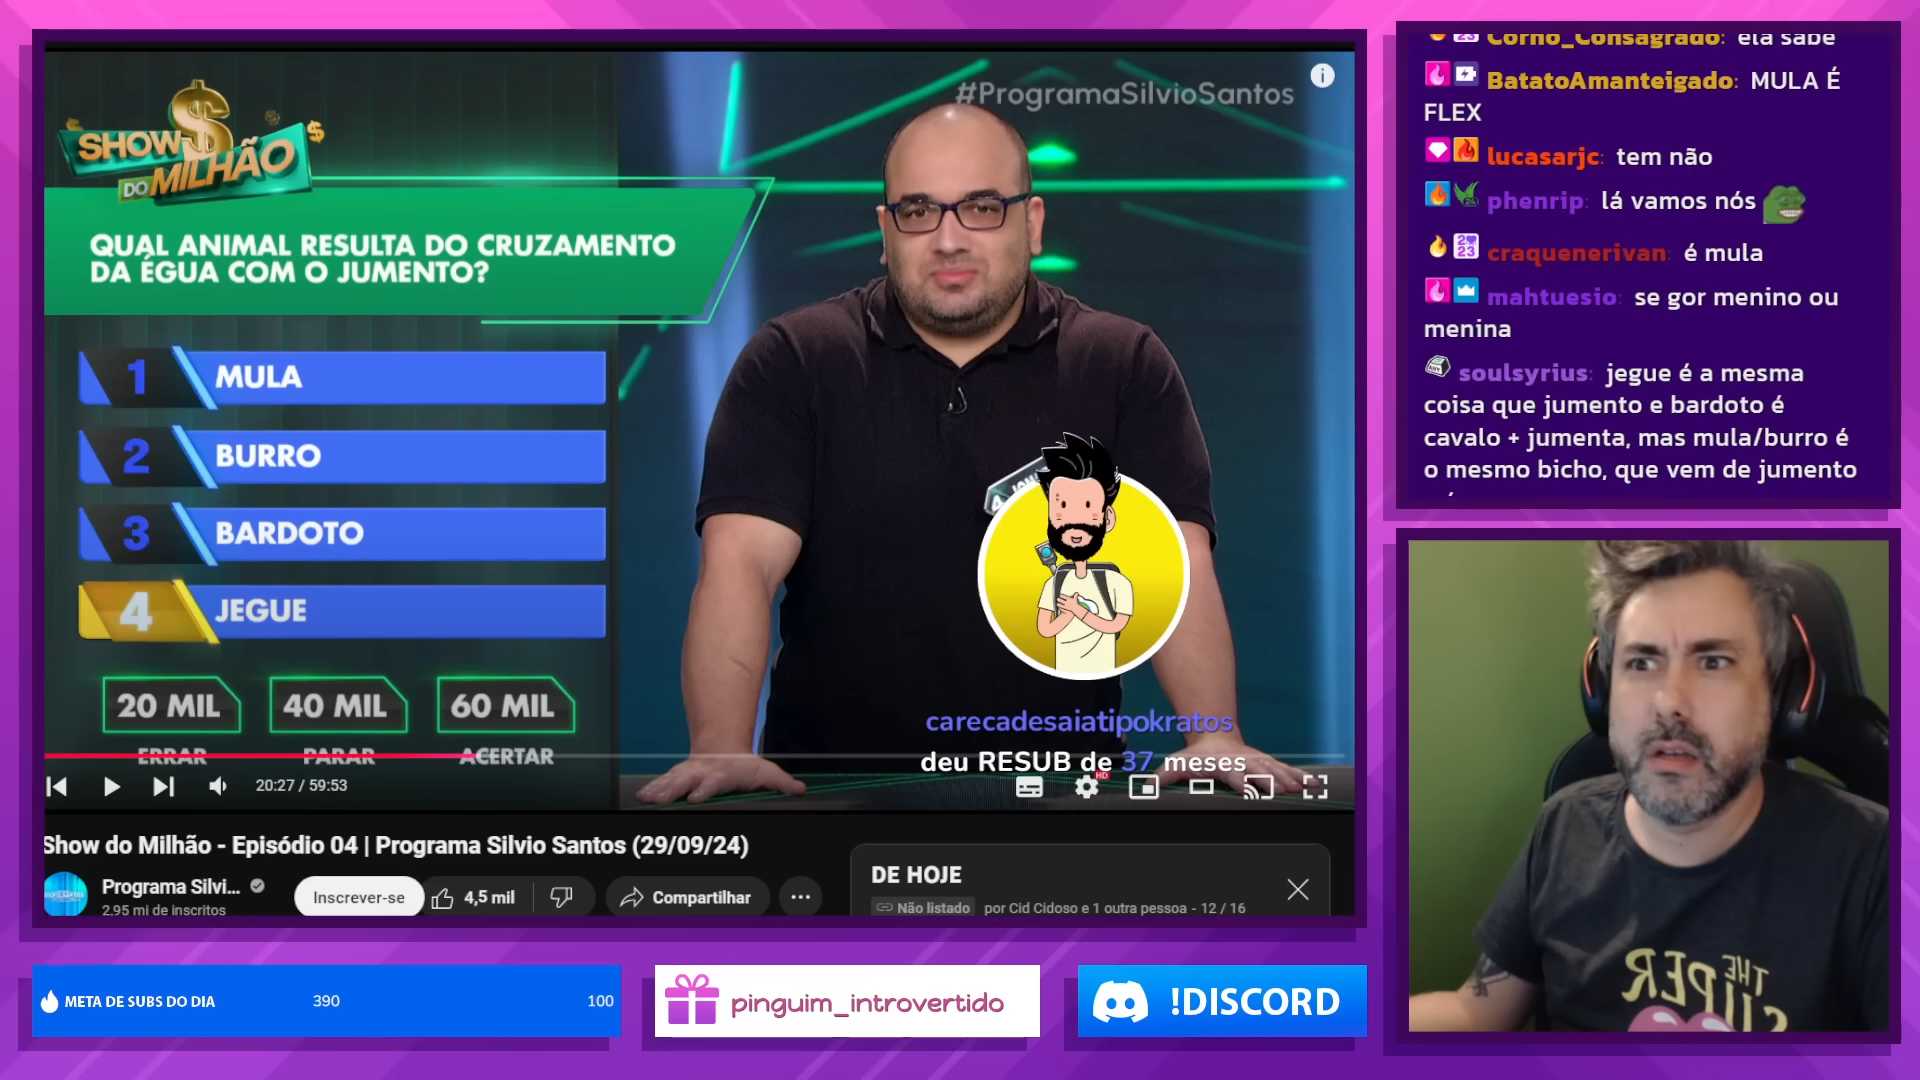 #ProgramaSilvioSantos
SHOW
DO MILHÃO
QUAL ANIMAL RESULTA DO CRUZAMENTO
DA ÉGUA COM O JUMENTO?
1 MULA
2 BURRO
3 BARDOTO
4 JEGUE
20 MIL 40 MIL 60 MIL
ERRAR PARAR ACERTAR
carecadesaiatipokratos
deu RESUB de 37 meses
20:27 / 59:53
HD
Show do Milhão - Episódio 04 | Programa Silvio Santos (29/09/24)
Programa Silvi...
2,95 mi de inscritos
Inscrever-se
4,5 mil
Compartilhar
DE HOJE
Não listado por Cid Cidoso e 1 outra pessoa - 12 / 16
META DE SUBS DO DIA 390 100
pinguim_introvertido
!DISCORD
Corno_Consagrado: ela sabe
BatatoAmanteigado: MULA É
FLEX
lucasarjc: tem não
phenrip: lá vamos nós
craquenerivan: é mula
mahtuesio: se gor menino ou
menina
soulsyrius: jegue é a mesma
coisa que jumento e bardoto é
cavalo + jumenta, mas mula/burro é
o mesmo bicho, que vem de jumento
THE
SUPER